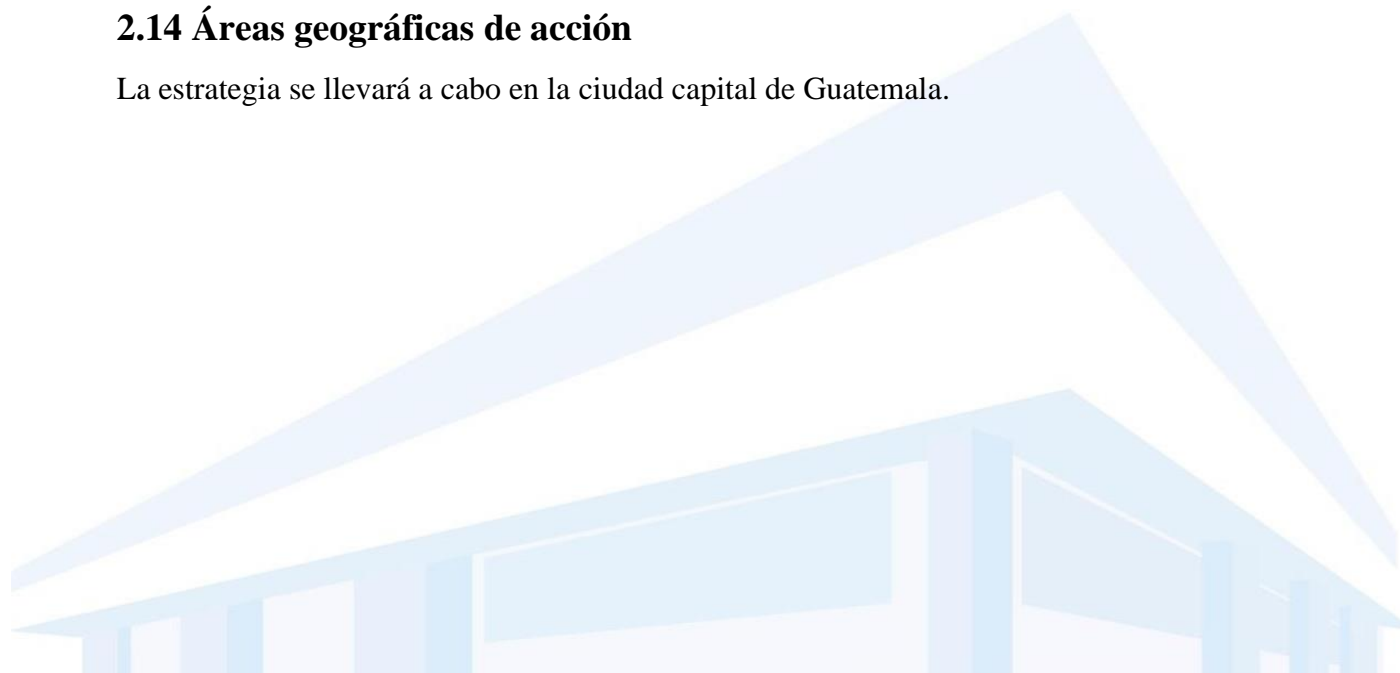 2.14 Áreas geográficas de acción
La estrategia se llevará a cabo en la ciudad capital de Guatemala.